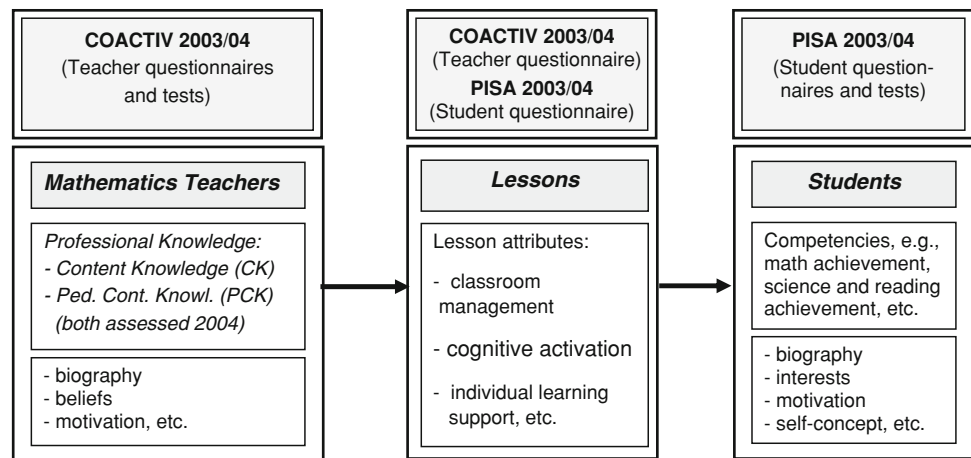 COACTIV 2003/04
(Teacher questionnaires
and tests)
COACTIV 2003/04
(Teacher questionnaire)
PISA 2003/04
(Student questionnaire)
PISA 2003/04
(Student question-
naires and tests)
Mathematics Teachers
Professional Knowledge:
- Content Knowledge (CK)
- Ped. Cont. Knowl. (PCK)
(both assessed 2004)
- biography
- beliefs
- motivation, etc.
Lessons
Lesson attributes:
- classroom
management
- cognitive activation
- individual learning
support, etc.
Students
Competencies, e.g.,
math achievement,
science and reading
achievement, etc.
- biography
- interests
- motivation
- self-concept, etc.